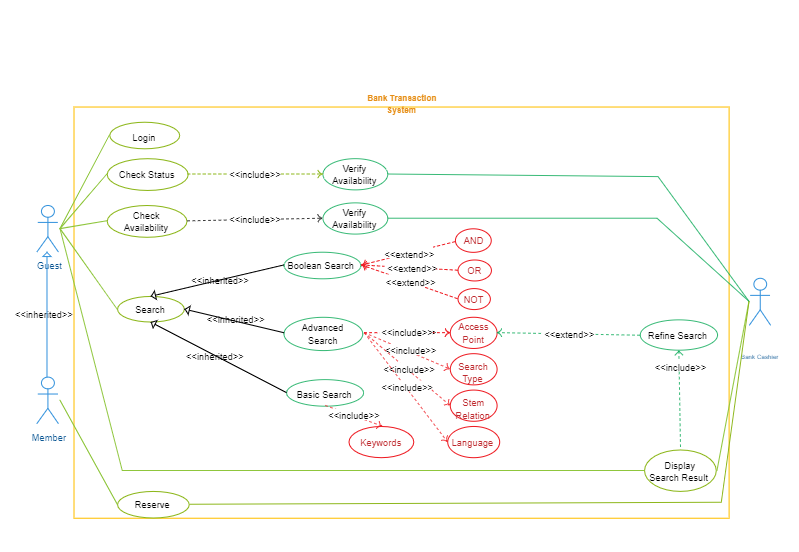 Bank Transaction
System
Login
Check Status
<<include>>
Verify
Availability
Check
Availability
<<include>>
Verify
Availability
Guest
<<inherited>>
Member
Search
<<inherited>>
<<inherited>>
<<inherited>>
Boolean Search
<<extend>>
<<extend>>
<<extend>>
AND
OR
NOT
Advanced
Search
<<include>>
<<include>>
<<include>>
<<include>>
Access
Point
Search
Type
Stem
Relation
Language
<<extend>>
Refine Search
<<include>>
Bank Cashier
Basic Search
<<include>>
Keywords
Display
Search Result
Reserve